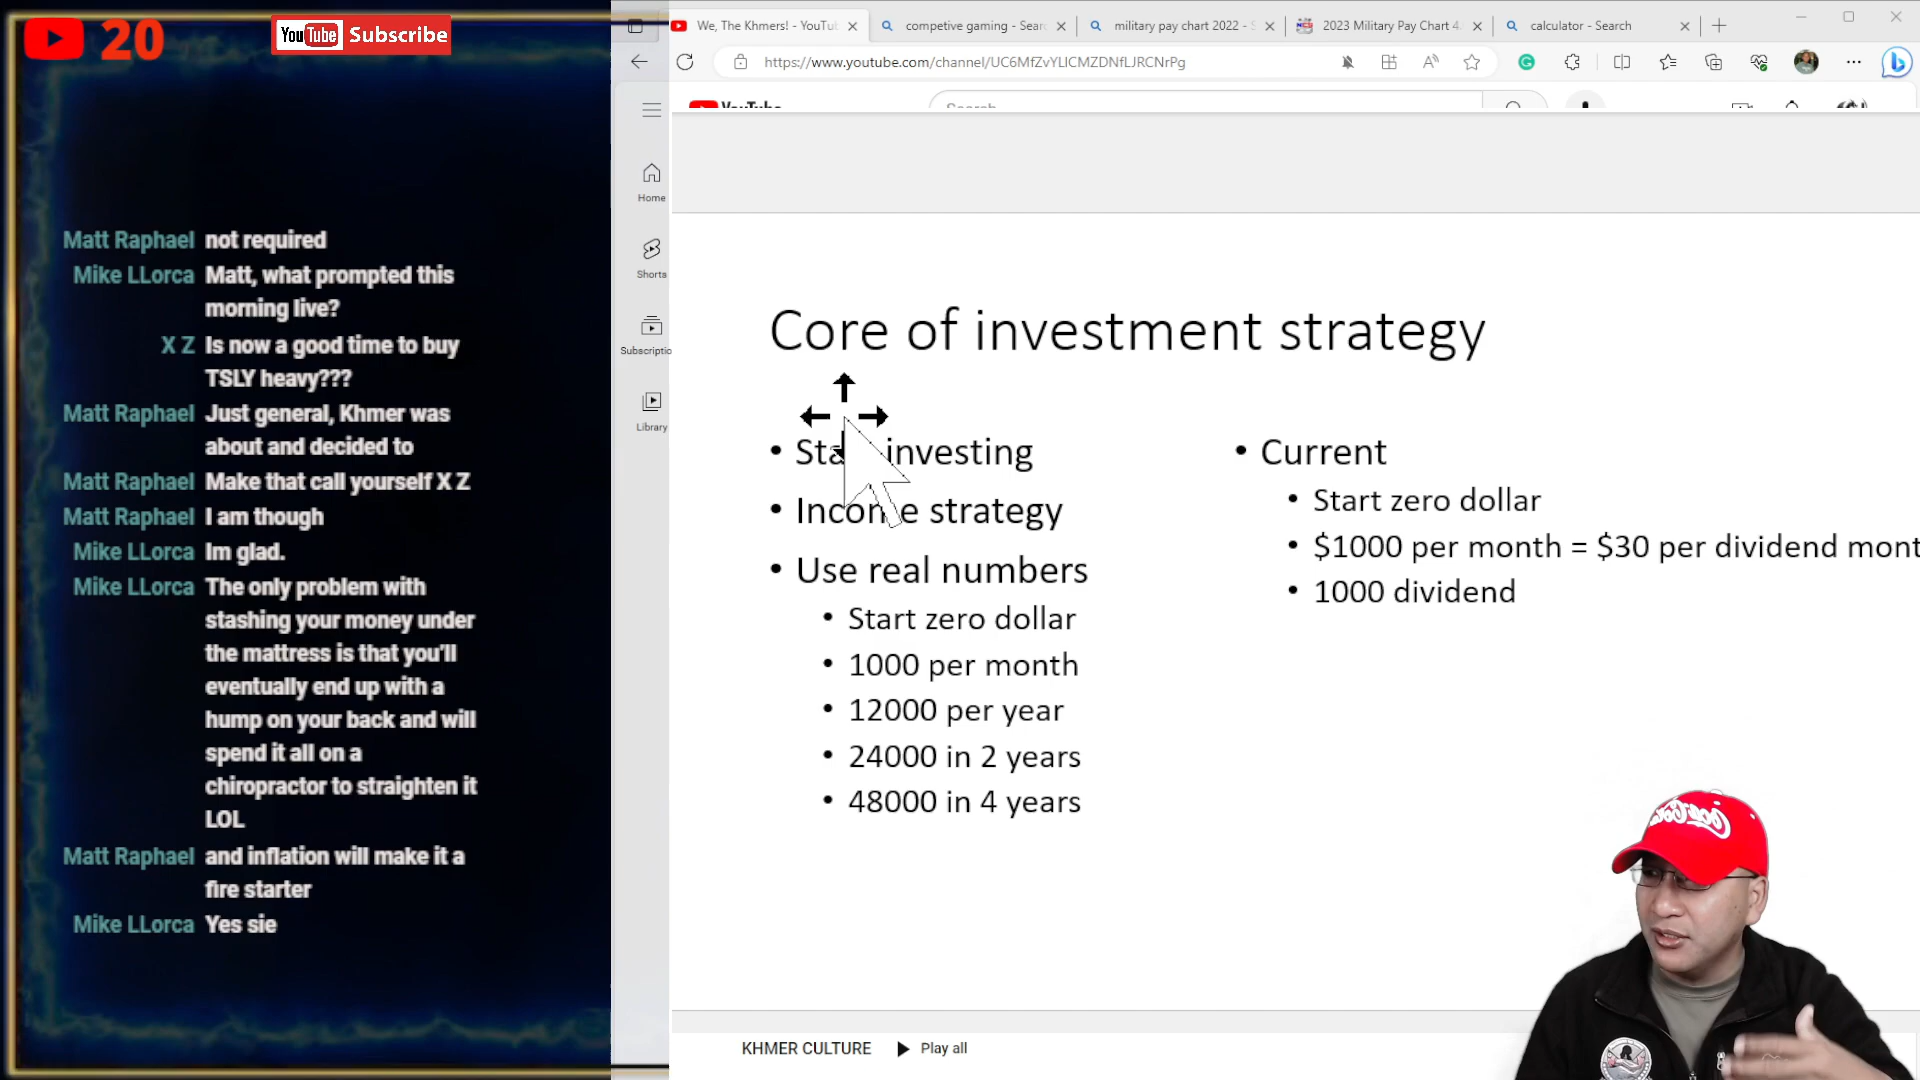 20
YouTube Subscribe
Matt Raphael not required
Mike LLorca Matt, what prompted this
morning live?
X Z Is now a good time to buy
TSLY heavy???
Matt Raphael Just general, Khmer was
about and decided to
Matt Raphael Make that call yourself X Z
Matt Raphael I am though
Mike LLorca Im glad.
Mike LLorca The only problem with
stashing your money under
the mattress is that you'll
eventually end up with a
hump on your back and will
spend it all on a
chiropractor to straighten it
LOL
Matt Raphael and inflation will make it a
fire starter
Mike LLorca Yes sie
We, The Khmers! - YouTu
competive gaming - Sear
military pay chart 2022 - S
2023 Military Pay Chart 4.
calculator - Search
https://www.youtube.com/channel/UC6MfZvYLICMZDNfLJRCNrPg
YouTube
Search
Home
Shorts
Subscriptio
Library
Core of investment strategy
• investing
• Income strategy
• Use real numbers
• Start zero dollar
• 1000 per month
• 12000 per year
• 24000 in 2 years
• 48000 in 4 years
• Current
• Start zero dollar
• $1000 per month = $30 per dividend mont
• 1000 dividend
KHMER CULTURE
Play all
Coca-Cola